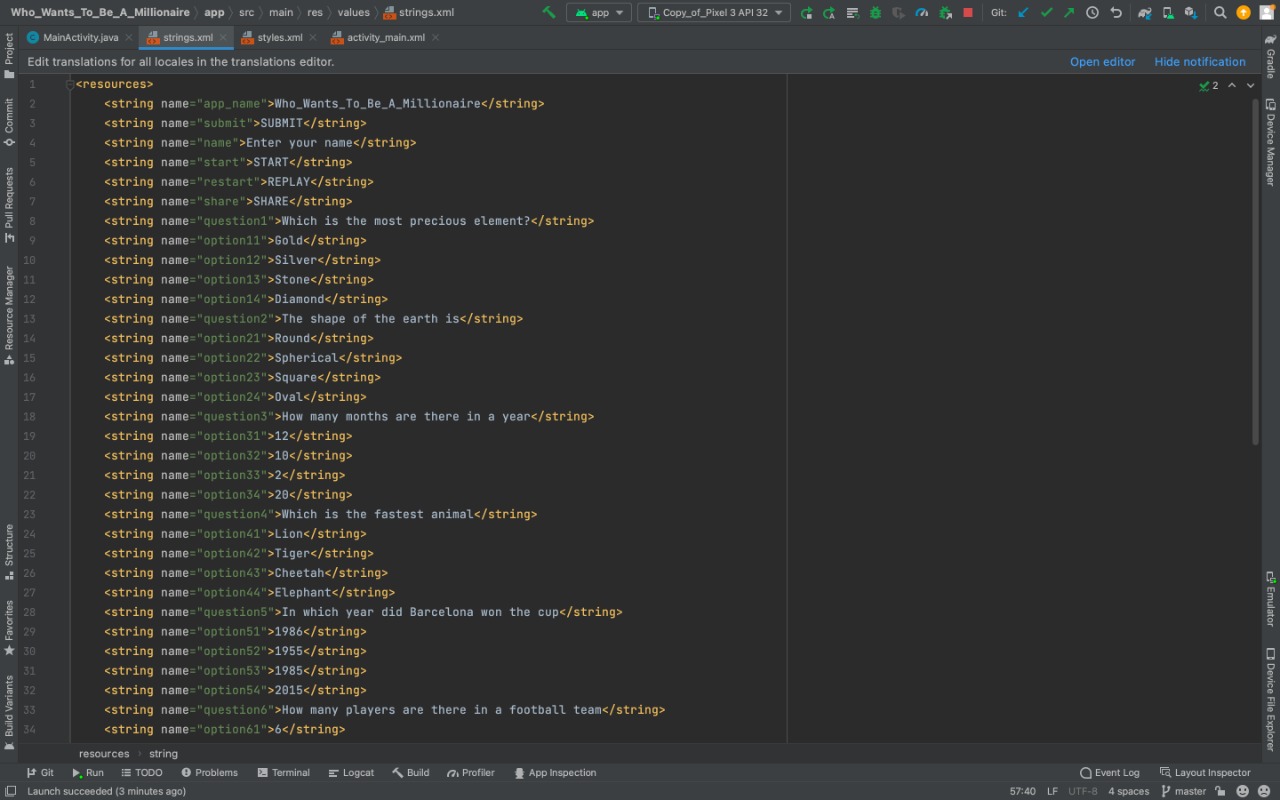 Who_Wants_To_Be_A_Millionaire app src main res values strings.xml app Copy_of_Pixel 3 API 32 Git:
MainActivity.java strings.xml styles.xml activity_main.xml
Edit translations for all locales in the translations editor. Open editor Hide notification
1 <resources> 2
2 <string name="app_name">Who_Wants_To_Be_A_Millionaire</string>
3 <string name="submit">SUBMIT</string>
4 <string name="name">Enter your name</string>
5 <string name="start">START</string>
6 <string name="restart">REPLAY</string>
7 <string name="share">SHARE</string>
8 <string name="question1">Which is the most precious element?</string>
9 <string name="option11">Gold</string>
10 <string name="option12">Silver</string>
11 <string name="option13">Stone</string>
12 <string name="option14">Diamond</string>
13 <string name="question2">The shape of the earth is</string>
14 <string name="option21">Round</string>
15 <string name="option22">Spherical</string>
16 <string name="option23">Square</string>
17 <string name="option24">Oval</string>
18 <string name="question3">How many months are there in a year</string>
19 <string name="option31">12</string>
20 <string name="option32">10</string>
21 <string name="option33">2</string>
22 <string name="option34">20</string>
23 <string name="question4">Which is the fastest animal</string>
24 <string name="option41">Lion</string>
25 <string name="option42">Tiger</string>
26 <string name="option43">Cheetah</string>
27 <string name="option44">Elephant</string>
28 <string name="question5">In which year did Barcelona won the cup</string>
29 <string name="option51">1986</string>
30 <string name="option52">1955</string>
31 <string name="option53">1985</string>
32 <string name="option54">2015</string>
33 <string name="question6">How many players are there in a football team</string>
34 <string name="option61">6</string>
resources string
Git Run TODO Problems Terminal Logcat Build Profiler App Inspection Event Log Layout Inspector
Launch succeeded (3 minutes ago) 57:40 LF UTF-8 4 spaces master
Project
Commit
Pull Requests
Resource Manager
Structure
Favorites
Build Variants
Gradle
Device Manager
Emulator
Device File Explorer